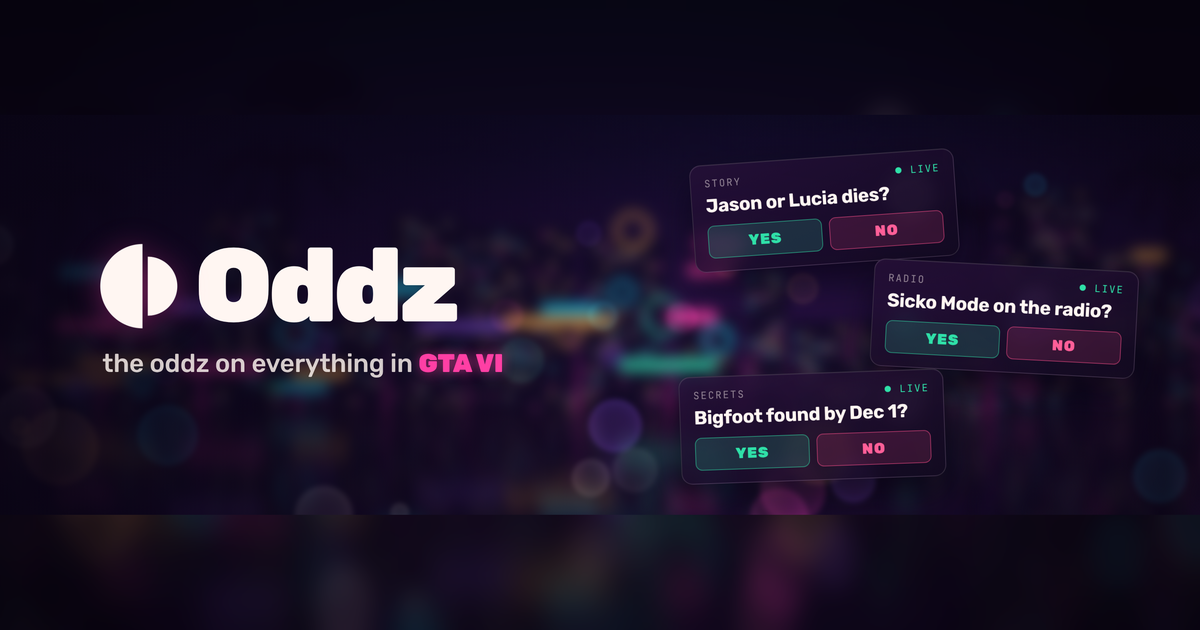 Oddz
the oddz on everything in GTA VI
STORY
LIVE
Jason or Lucia dies?
YES
NO
RADIO
LIVE
Sicko Mode on the radio?
YES
NO
SECRETS
LIVE
Bigfoot found by Dec 1?
YES
NO